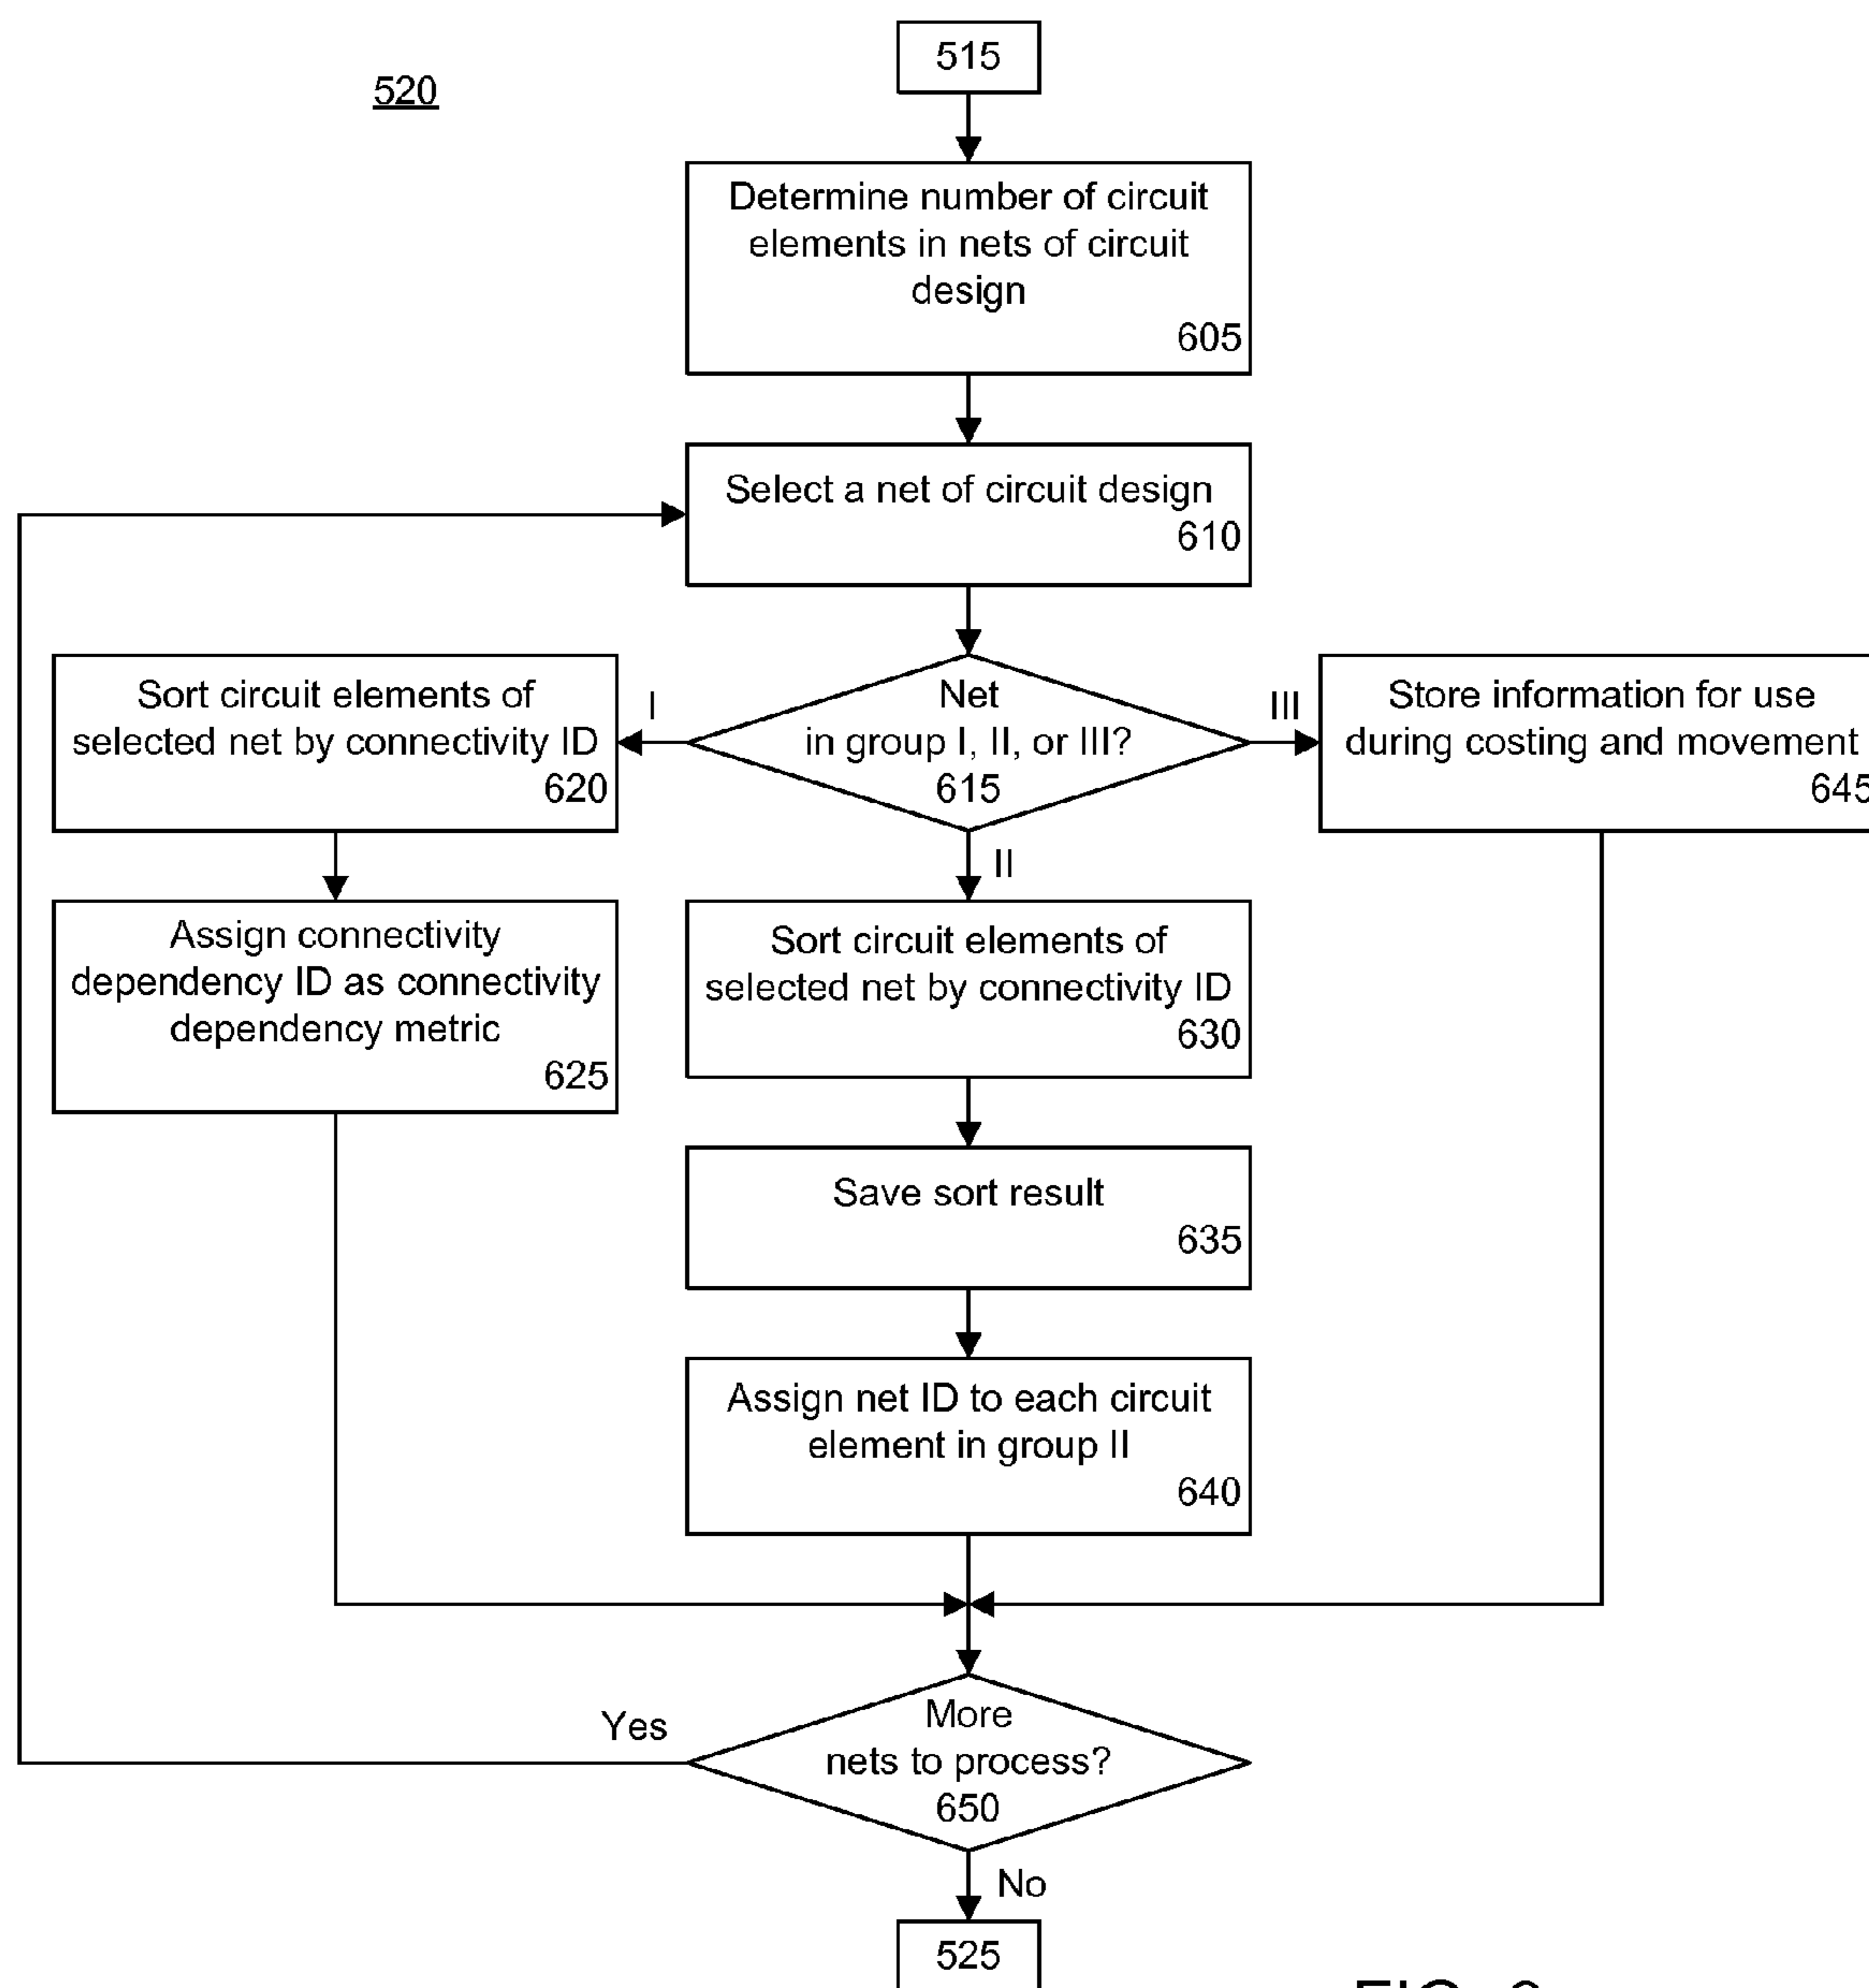 515
520
Determine number of circuit
elements in nets of circuit
design
605
Select a net of circuit design
610
Net
in group I, II, or III?
615
I
II
III
Sort circuit elements of
selected net by connectivity ID
620
Store information for use
during costing and movement
645
Assign connectivity
dependency ID as connectivity
dependency metric
625
Sort circuit elements of
selected net by connectivity ID
630
Save sort result
635
Assign net ID to each circuit
element in group II
640
More
nets to process?
650
Yes
No
525